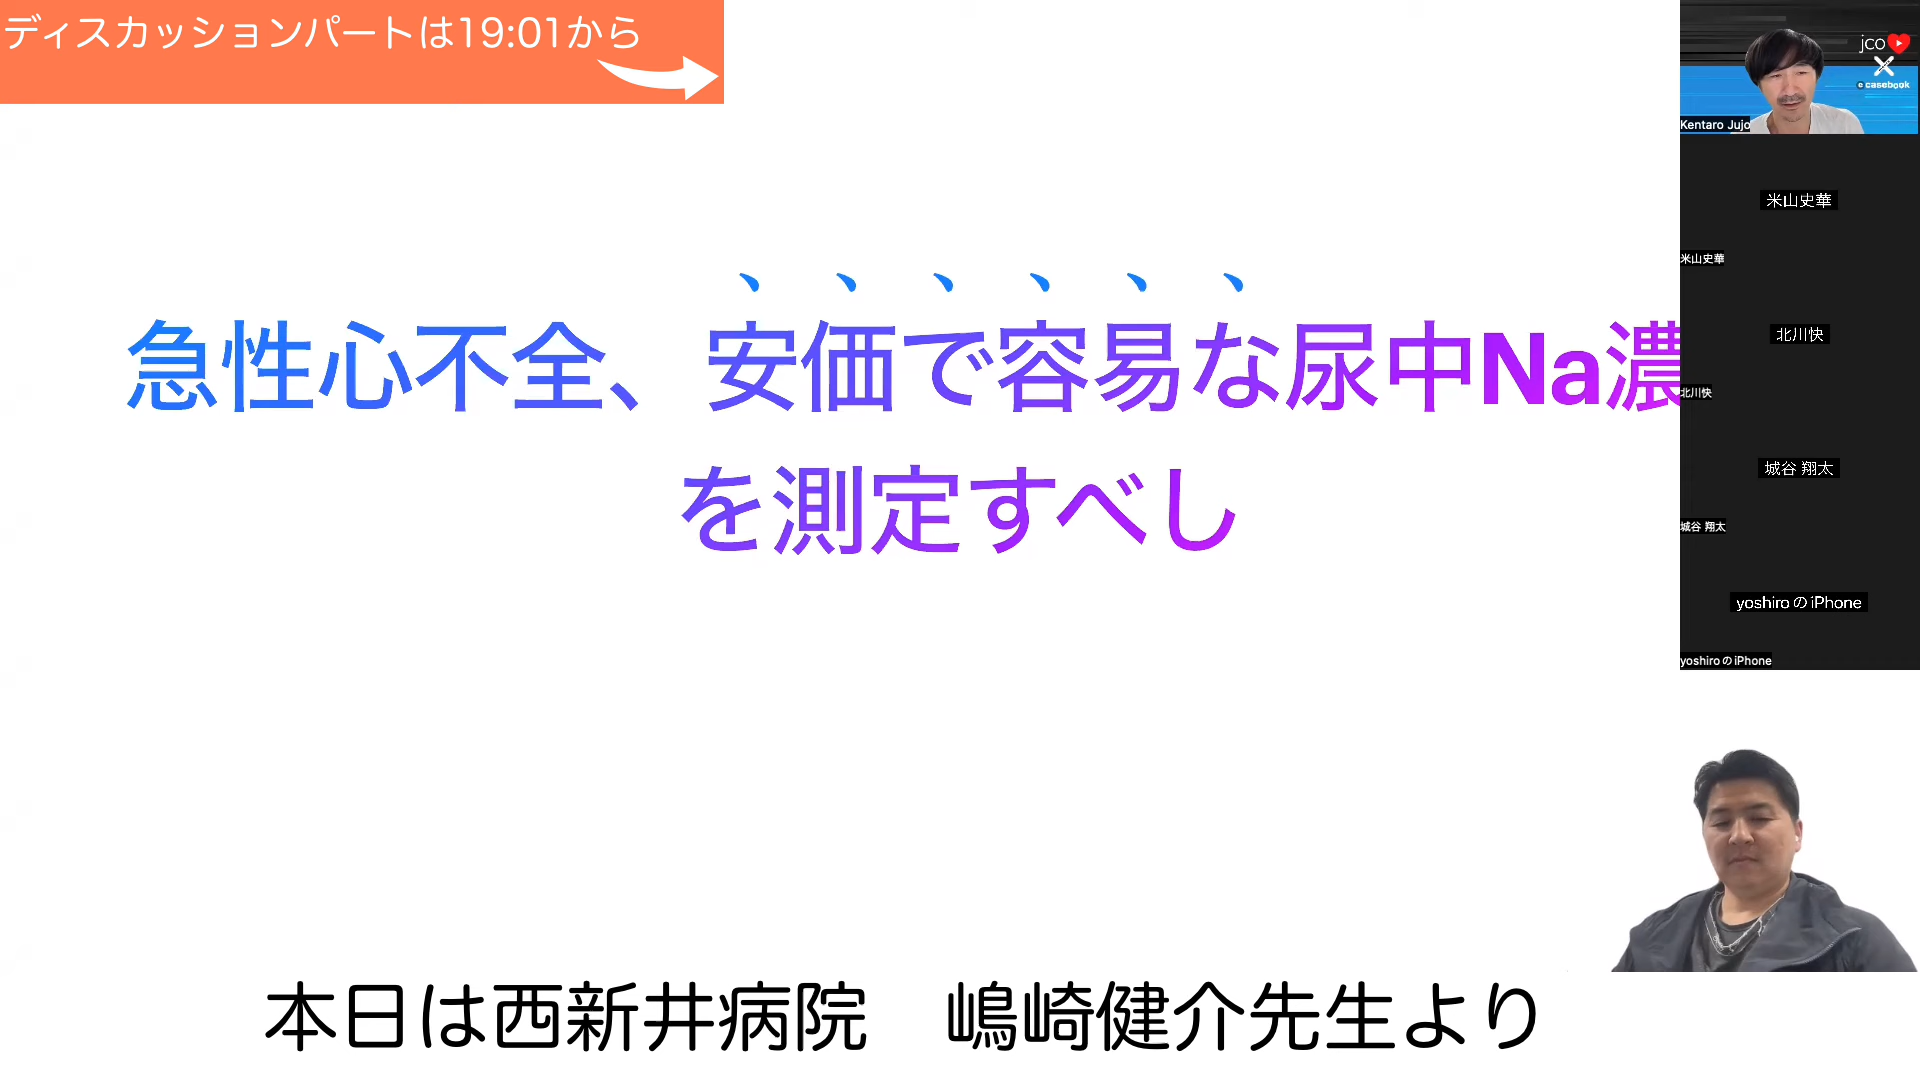 ディスカッションパートは19:01から
jco
e casebook
Kentaro Jujo
米山史華
米山史華
、、、、、、
急性心不全、安価で容易な尿中Na濃
北川快
北川快
を測定すべし
城谷 翔太
城谷 翔太
yoshiroのiPhone
yoshiroのiPhone
本日は西新井病院　嶋崎健介先生より